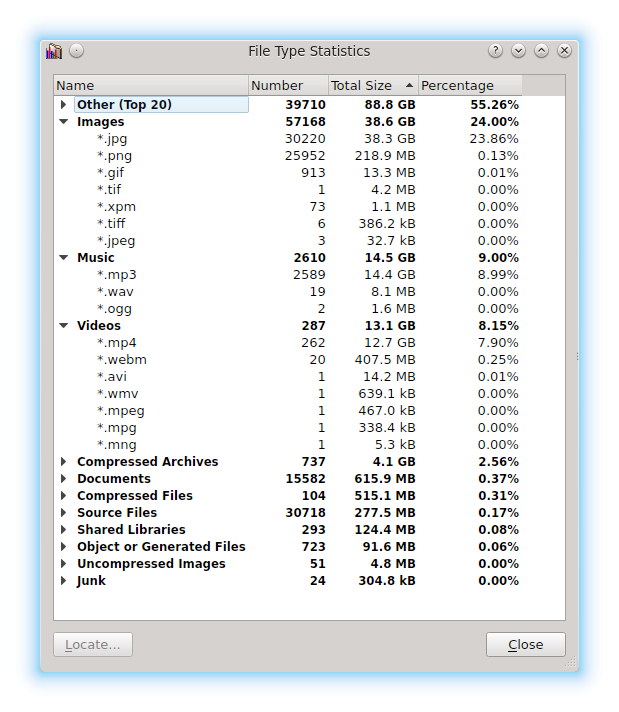 File Type Statistics
Name Number Total Size Percentage
Other (Top 20) 39710 88.8 GB 55.26%
Images 57168 38.6 GB 24.00%
*.jpg 30220 38.3 GB 23.86%
*.png 25952 218.9 MB 0.13%
*.gif 913 13.3 MB 0.01%
*.tif 1 4.2 MB 0.00%
*.xpm 73 1.1 MB 0.00%
*.tiff 6 386.2 kB 0.00%
*.jpeg 3 32.7 kB 0.00%
Music 2610 14.5 GB 9.00%
*.mp3 2589 14.4 GB 8.99%
*.wav 19 8.1 MB 0.00%
*.ogg 2 1.6 MB 0.00%
Videos 287 13.1 GB 8.15%
*.mp4 262 12.7 GB 7.90%
*.webm 20 407.5 MB 0.25%
*.avi 1 14.2 MB 0.01%
*.wmv 1 639.1 kB 0.00%
*.mpeg 1 467.0 kB 0.00%
*.mpg 1 338.4 kB 0.00%
*.mng 1 5.3 kB 0.00%
Compressed Archives 737 4.1 GB 2.56%
Documents 15582 615.9 MB 0.37%
Compressed Files 104 515.1 MB 0.31%
Source Files 30718 277.5 MB 0.17%
Shared Libraries 293 124.4 MB 0.08%
Object or Generated Files 723 91.6 MB 0.06%
Uncompressed Images 51 4.8 MB 0.00%
Junk 24 304.8 kB 0.00%
Locate... Close